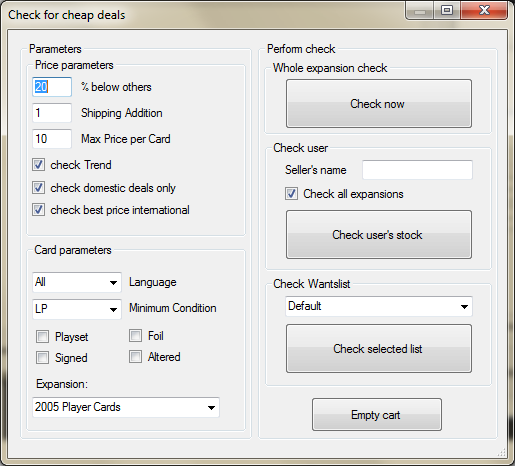 Check for cheap deals
Parameters
Price parameters
20 % below others
1 Shipping Addition
10 Max Price per Card
check Trend
check domestic deals only
check best price international
Card parameters
All Language
LP Minimum Condition
Playset Foil
Signed Altered
Expansion:
2005 Player Cards
Perform check
Whole expansion check
Check now
Check user
Seller's name
Check all expansions
Check user's stock
Check Wantslist
Default
Check selected list
Empty cart